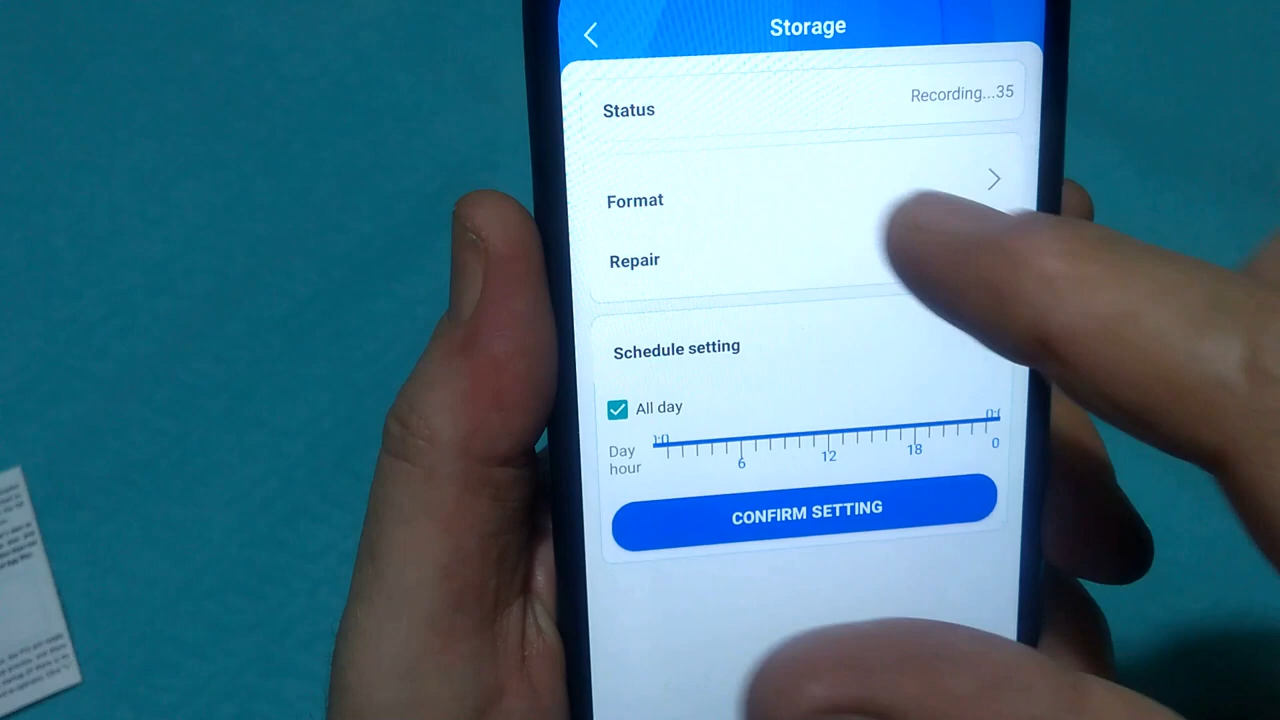 Storage
Status
Recording...35
Format
Repair
Schedule setting
All day
Day
hour
6
12
18
0
CONFIRM SETTING